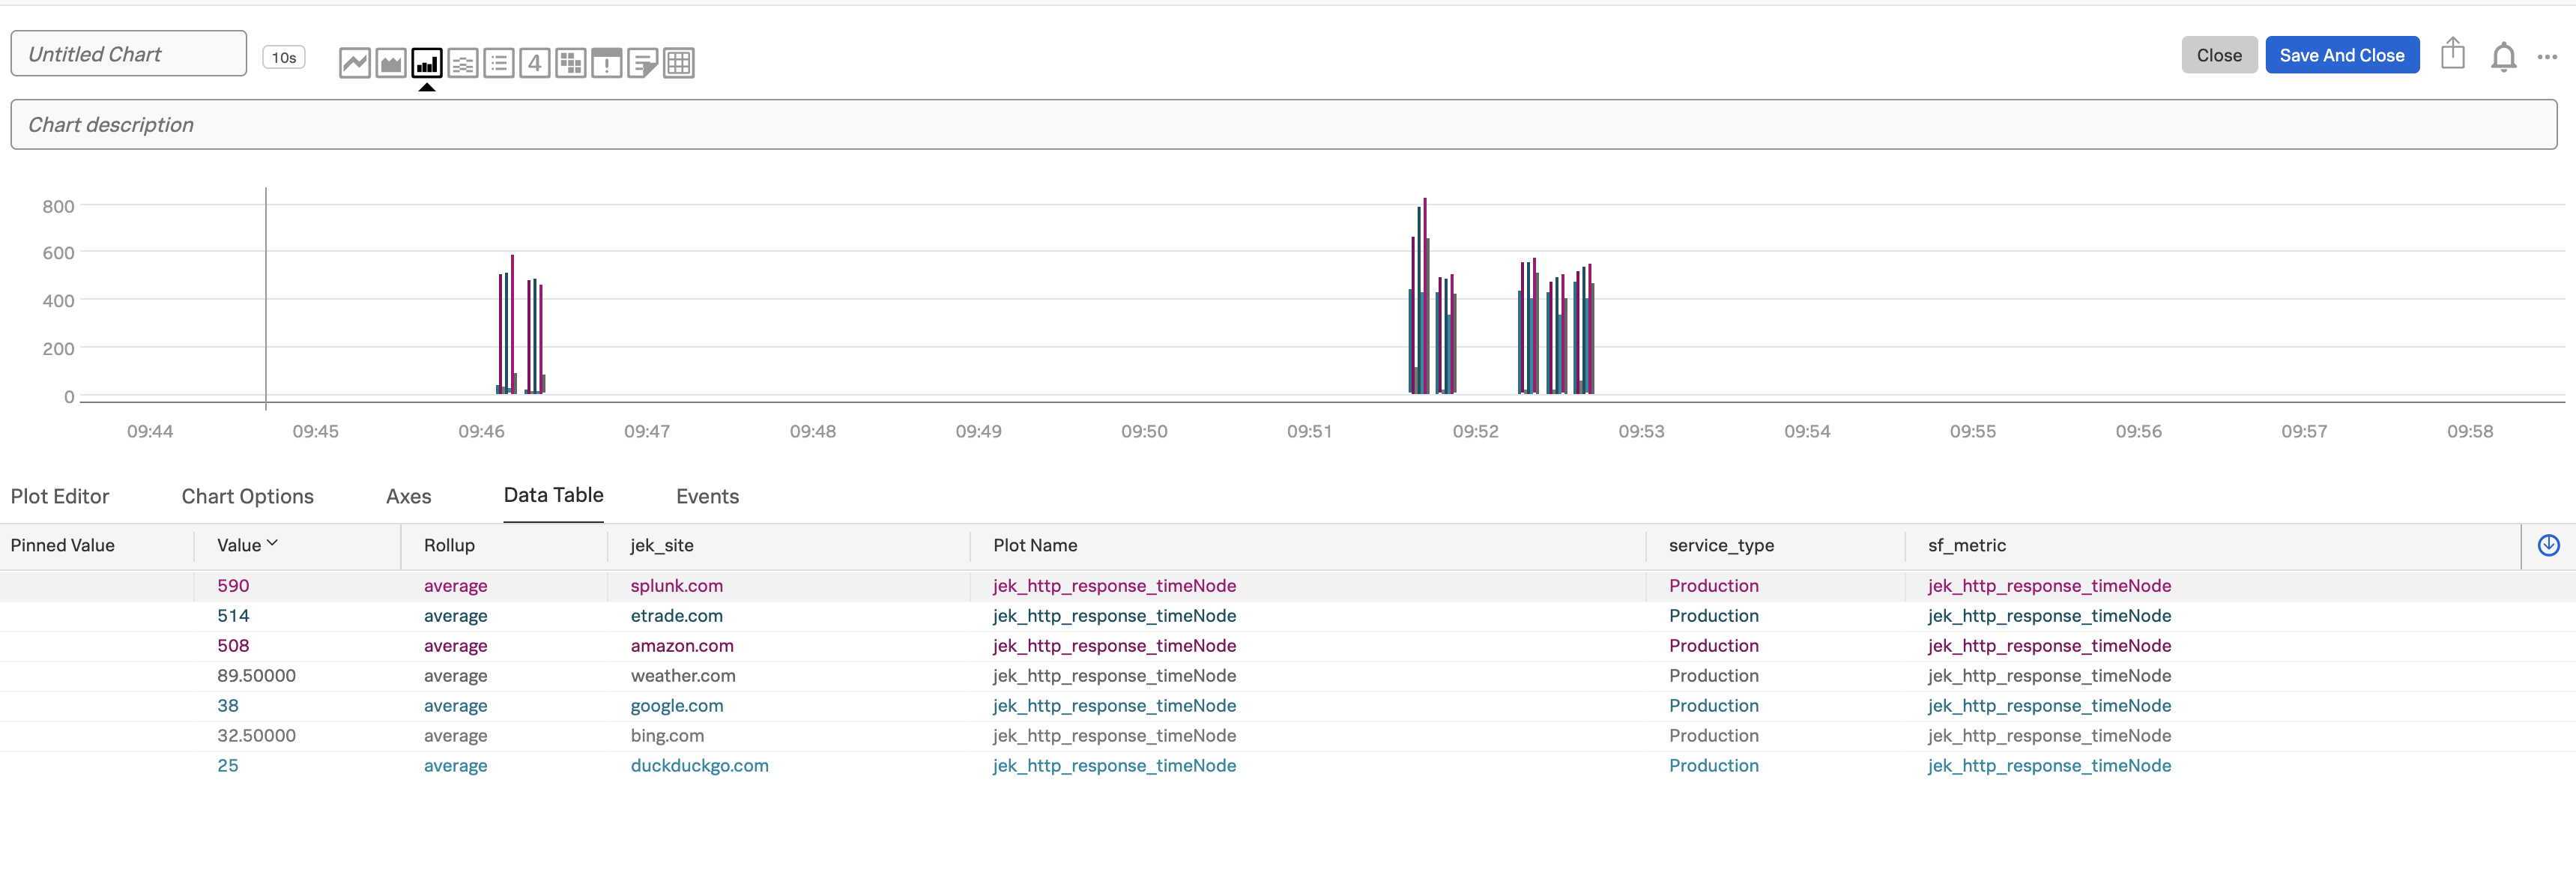 Untitled Chart 10s 4 Close Save And Close
Chart description
800
600
400
200
0
09:44 09:45 09:46 09:47 09:48 09:49 09:50 09:51 09:52 09:53 09:54 09:55 09:56 09:57 09:58
Plot Editor Chart Options Axes Data Table Events
Pinned Value Value Rollup jek_site Plot Name service_type sf_metric
590 average splunk.com jek_http_response_timeNode Production jek_http_response_timeNode
514 average etrade.com jek_http_response_timeNode Production jek_http_response_timeNode
508 average amazon.com jek_http_response_timeNode Production jek_http_response_timeNode
89.50000 average weather.com jek_http_response_timeNode Production jek_http_response_timeNode
38 average google.com jek_http_response_timeNode Production jek_http_response_timeNode
32.50000 average bing.com jek_http_response_timeNode Production jek_http_response_timeNode
25 average duckduckgo.com jek_http_response_timeNode Production jek_http_response_timeNode